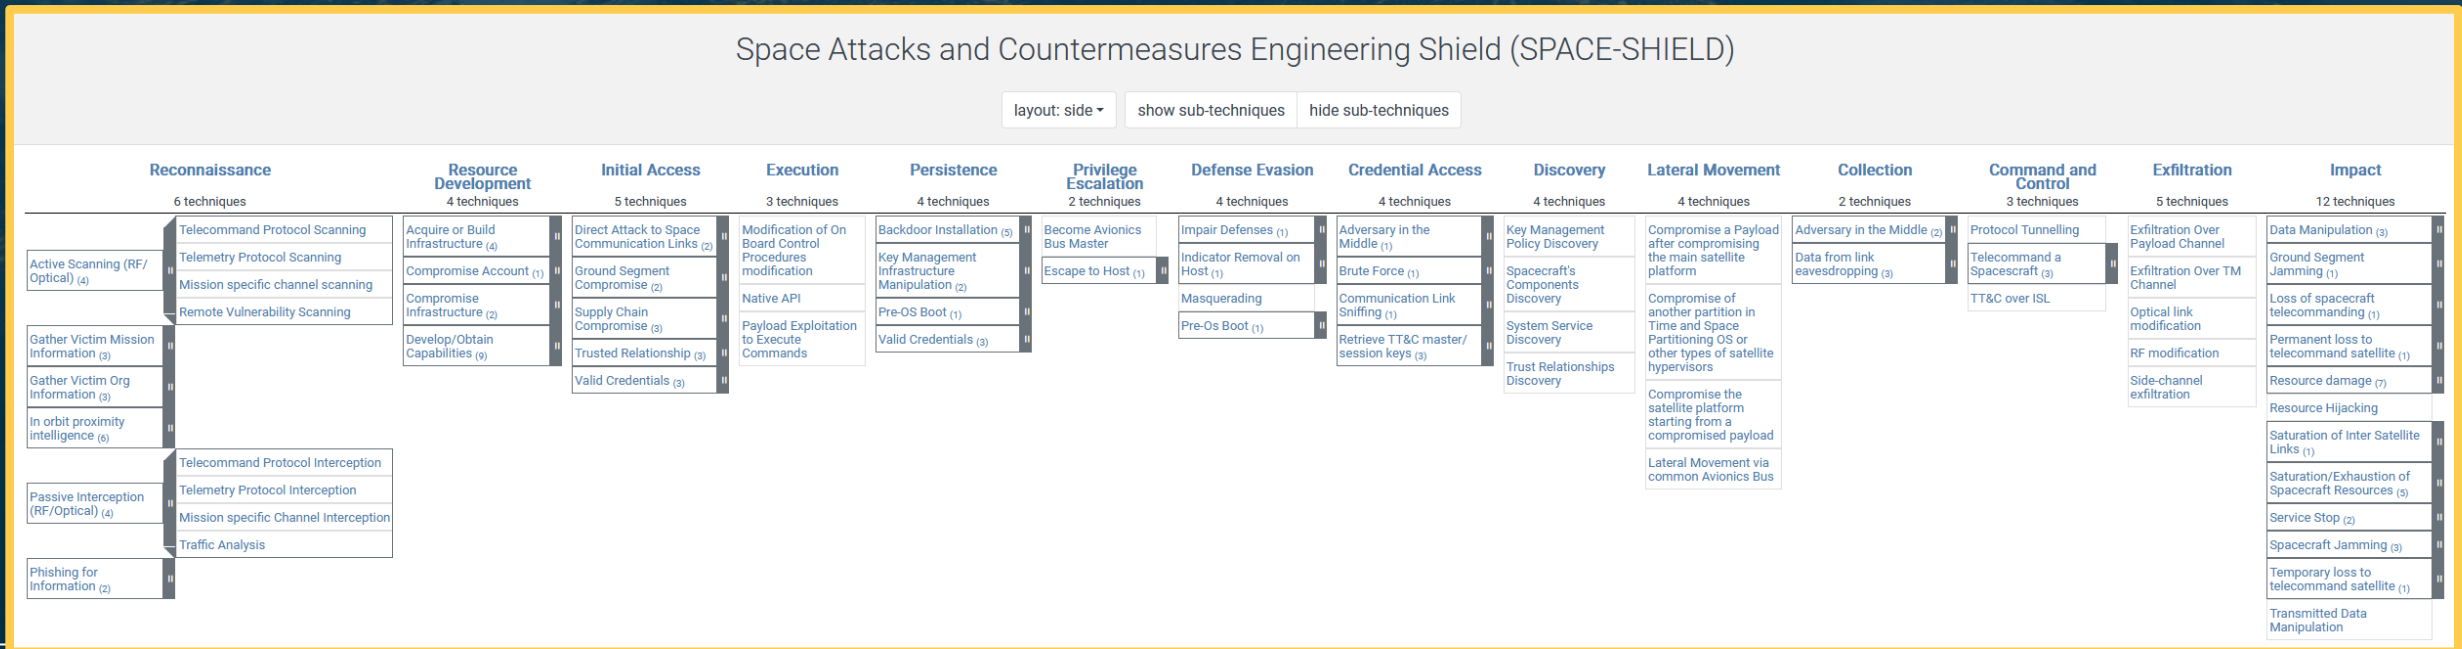 Space Attacks and Countermeasures Engineering Shield (SPACE-SHIELD)
layout: side
show sub-techniques
hide sub-techniques
Reconnaissance
6 techniques
Active Scanning (RF/
Optical) (4)
Telecommand Protocol Scanning
Telemetry Protocol Scanning
Mission specific channel scanning
Remote Vulnerability Scanning
Gather Victim Mission
Information (3)
Gather Victim Org
Information (3)
In orbit proximity
intelligence (6)
Passive Interception
(RF/Optical) (4)
Telecommand Protocol Interception
Telemetry Protocol Interception
Mission specific Channel Interception
Traffic Analysis
Phishing for
Information (2)
Resource
Development
4 techniques
Acquire or Build
Infrastructure (4)
Compromise Account (1)
Compromise
Infrastructure (2)
Develop/Obtain
Capabilities (9)
Initial Access
5 techniques
Direct Attack to Space
Communication Links (2)
Ground Segment
Compromise (2)
Supply Chain
Compromise (3)
Trusted Relationship (3)
Valid Credentials (3)
Execution
3 techniques
Modification of On
Board Control
Procedures
modification
Native API
Payload Exploitation
to Execute
Commands
Persistence
4 techniques
Backdoor Installation (5)
Key Management
Infrastructure
Manipulation (2)
Pre-OS Boot (1)
Valid Credentials (3)
Privilege
Escalation
2 techniques
Become Avionics
Bus Master
Escape to Host (1)
Defense Evasion
4 techniques
Impair Defenses (1)
Indicator Removal on
Host (1)
Masquerading
Pre-Os Boot (1)
Credential Access
4 techniques
Adversary in the
Middle (1)
Brute Force (1)
Communication Link
Sniffing (1)
Retrieve TT&C master/
session keys (3)
Discovery
4 techniques
Key Management
Policy Discovery
Spacecraft's
Components
Discovery
System Service
Discovery
Trust Relationships
Discovery
Lateral Movement
4 techniques
Compromise a Payload
after compromising
the main satellite
platform
Compromise of
another partition in
Time and Space
Partitioning OS or
other types of satellite
hypervisors
Compromise the
satellite platform
starting from a
compromised payload
Lateral Movement via
common Avionics Bus
Collection
2 techniques
Adversary in the Middle (2)
Data from link
eavesdropping (3)
Command and
Control
3 techniques
Protocol Tunnelling
Telecommand a
Spacescraft (3)
TT&C over ISL
Exfiltration
5 techniques
Exfiltration Over
Payload Channel
Exfiltration Over TM
Channel
Optical link
modification
RF modification
Side-channel
exfiltration
Impact
12 techniques
Data Manipulation (3)
Ground Segment
Jamming (1)
Loss of spacecraft
telecommanding (1)
Permanent loss to
telecommand satellite (1)
Resource damage (7)
Resource Hijacking
Saturation of Inter Satellite
Links (1)
Saturation/Exhaustion of
Spacecraft Resources (5)
Service Stop (2)
Spacecraft Jamming (3)
Temporary loss to
telecommand satellite (1)
Transmitted Data
Manipulation